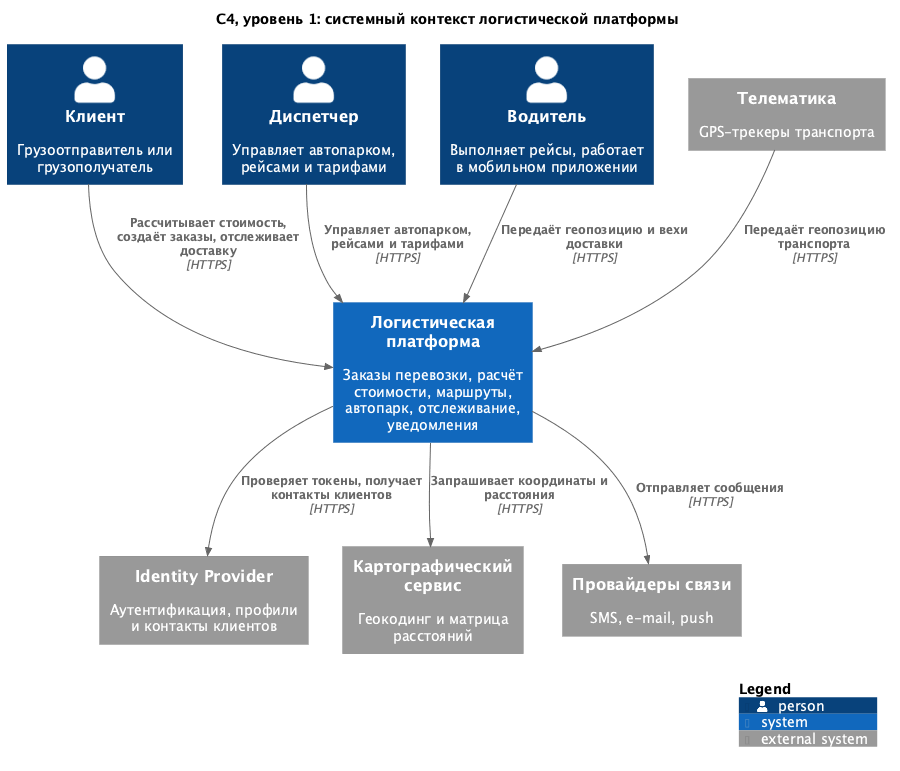 C4, уровень 1: системный контекст логистической платформы
Клиент
Грузоотправитель или
грузополучатель
Диспетчер
Управляет автопарком,
рейсами и тарифами
Водитель
Выполняет рейсы, работает
в мобильном приложении
Телематика
GPS-трекеры транспорта
Рассчитывает стоимость,
создаёт заказы, отслеживает
доставку
[HTTPS]
Управляет автопарком,
рейсами и тарифами
[HTTPS]
Передаёт геопозицию и вехи
доставки
[HTTPS]
Передаёт геопозицию
транспорта
[HTTPS]
Логистическая
платформа
Заказы перевозки, расчёт
стоимости, маршруты,
автопарк, отслеживание,
уведомления
Проверяет токены, получает
контакты клиентов
[HTTPS]
Запрашивает координаты и
расстояния
[HTTPS]
Отправляет сообщения
[HTTPS]
Identity Provider
Аутентификация, профили
и контакты клиентов
Картографический
сервис
Геокодинг и матрица
расстояний
Провайдеры связи
SMS, e-mail, push
Legend
person
system
external system